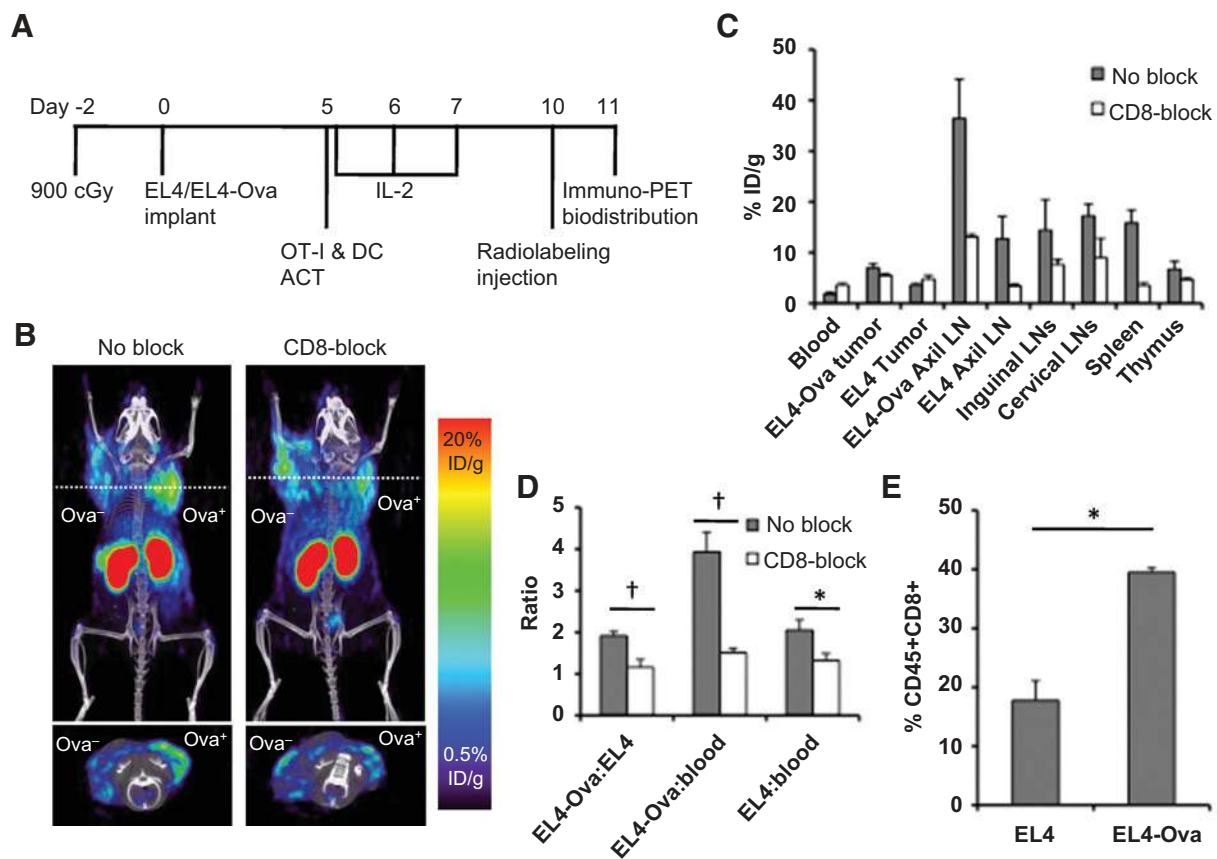 A
Day -2 0 5 6 7 10 11
900 cGy
EL4/EL4-Ova
implant
IL-2
Immuno-PET
biodistribution
OT-I & DC
ACT
Radiolabeling
injection
B
No block
CD8-block
Ova⁻
Ova⁺
Ova⁻
Ova⁺
Ova⁻
Ova⁺
Ova⁻
Ova⁺
20%
ID/g
0.5%
ID/g
C
% ID/g
50
40
30
20
10
0
No block
CD8-block
Blood
EL4-Ova tumor
EL4 Tumor
EL4-Ova Axil LN
EL4 Axil LN
Inguinal LNs
Cervical LNs
Spleen
Thymus
D
Ratio
5
4
3
2
1
0
†
†
*
No block
CD8-block
EL4-Ova:EL4
EL4-Ova:blood
EL4:blood
E
% CD45+CD8+
50
40
30
20
10
0
*
EL4
EL4-Ova